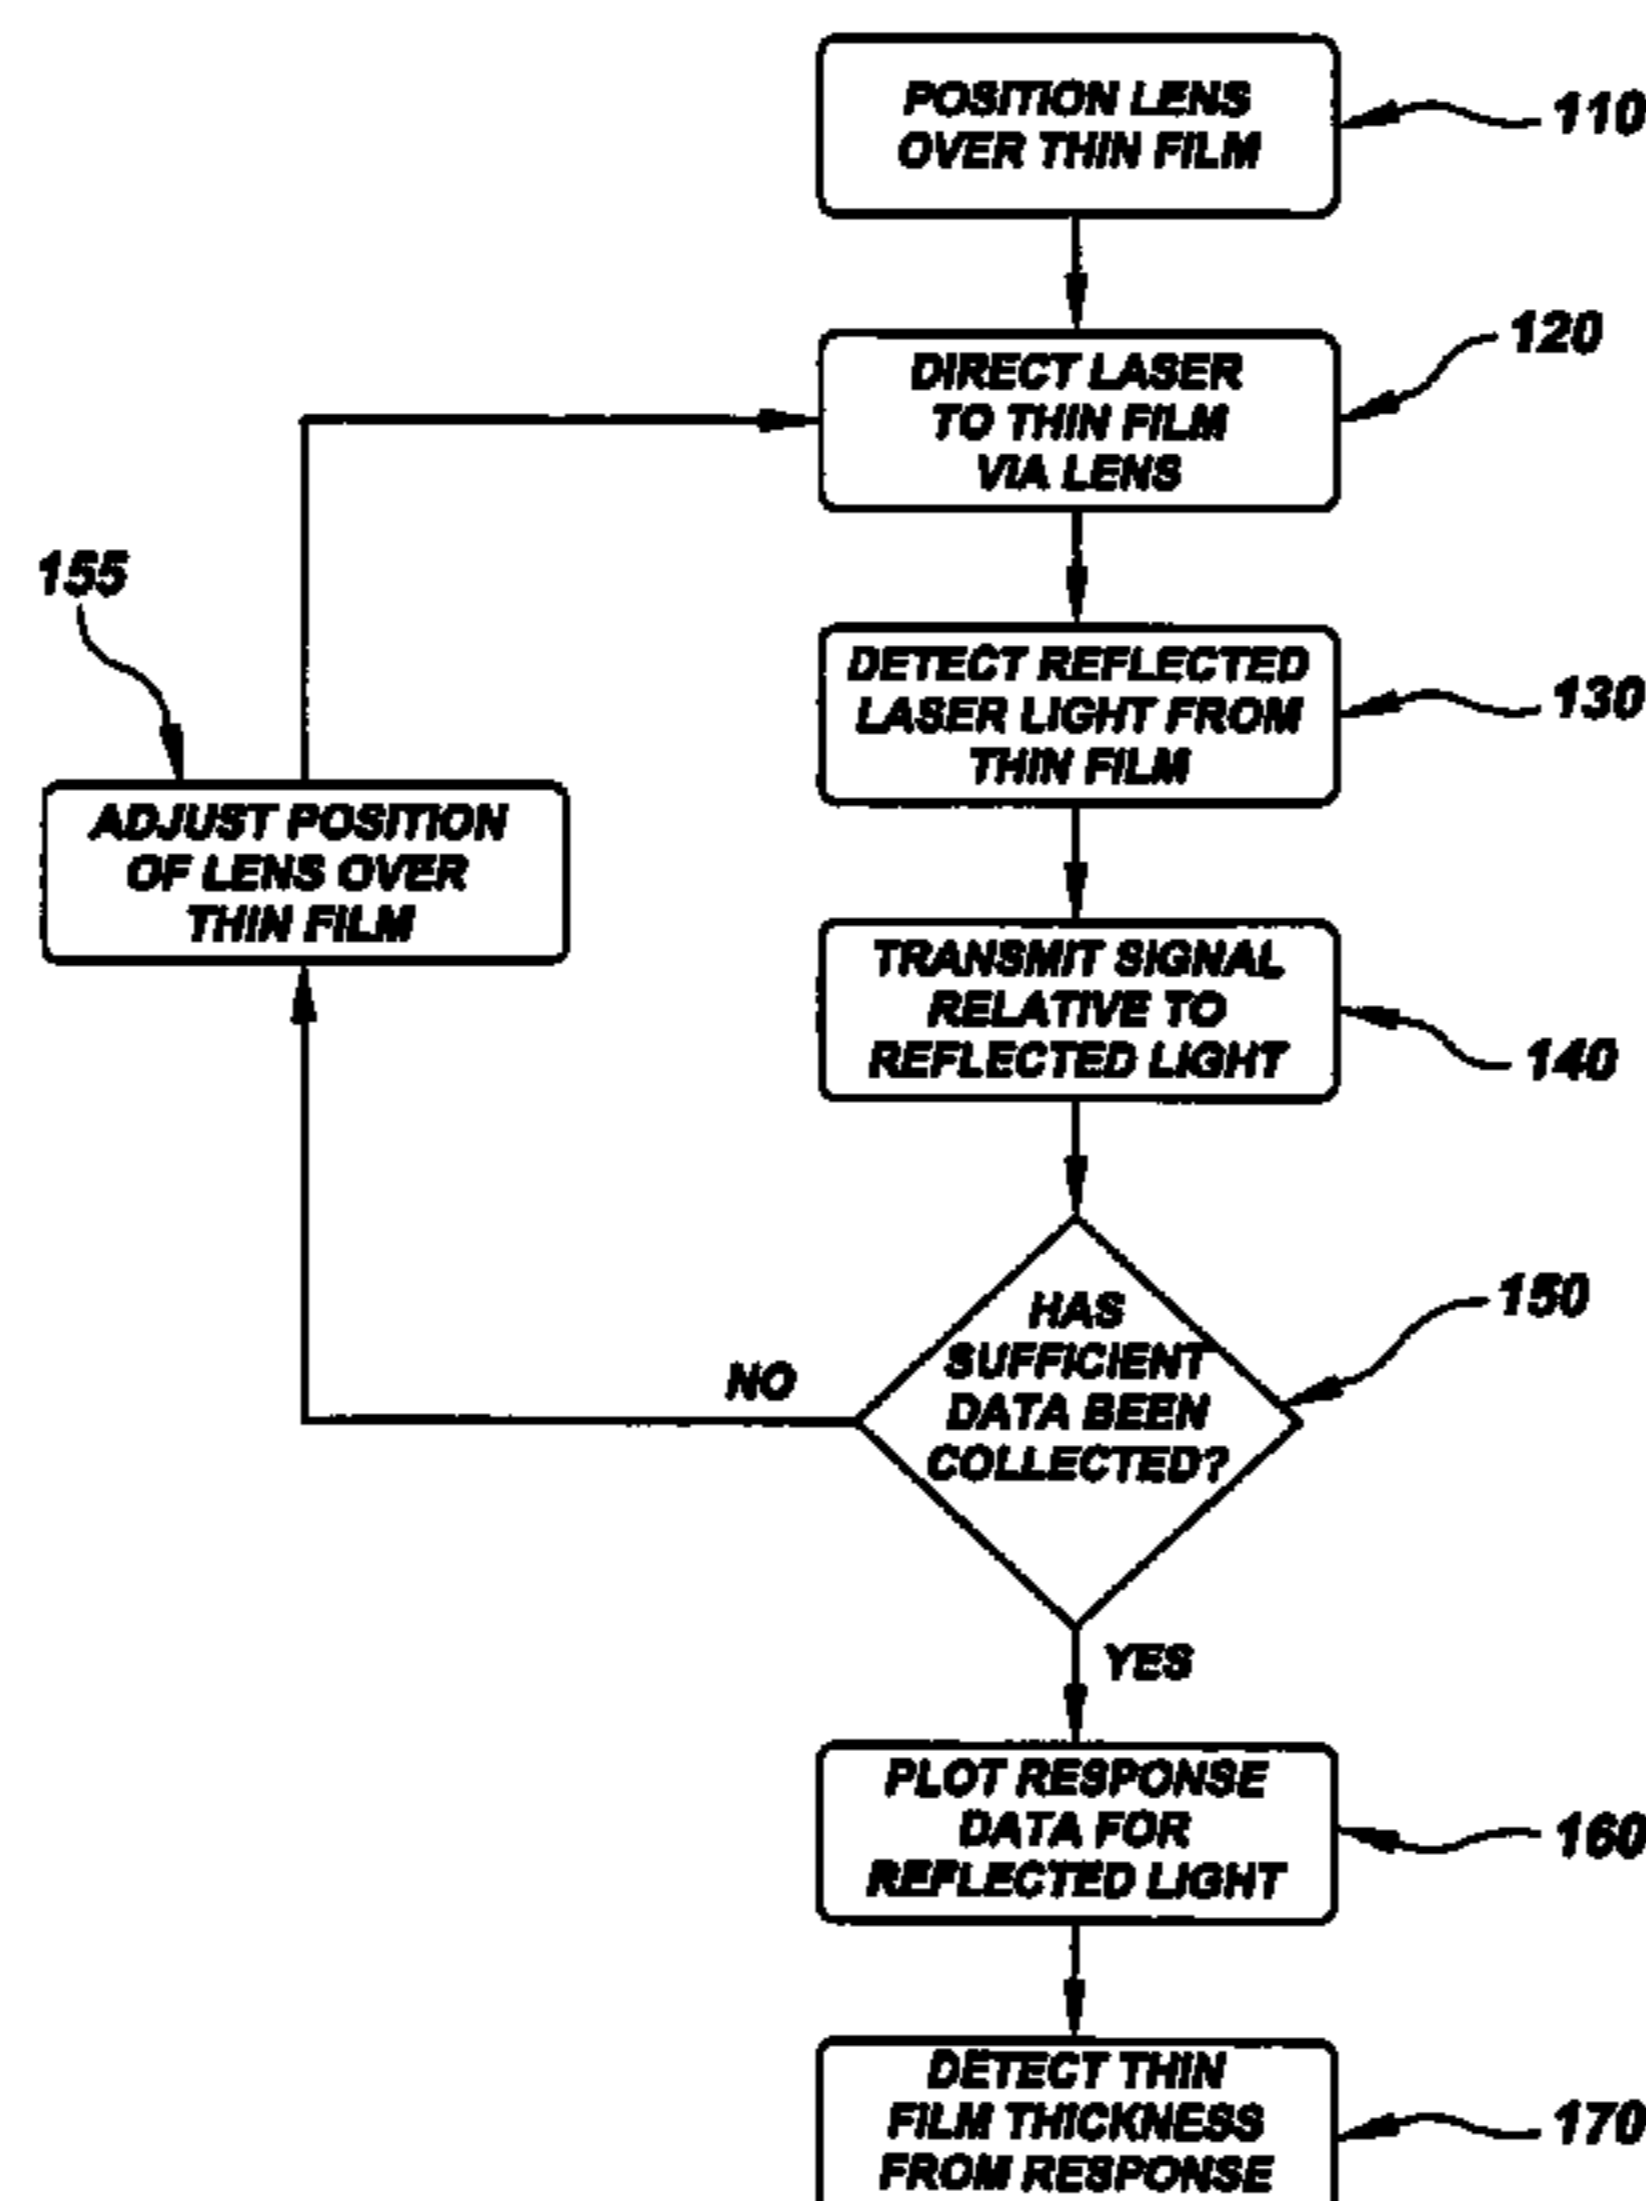 POSITION LENS
OVER THIN FILM
110
DIRECT LASER
TO THIN FILM
VIA LENS
120
DETECT REFLECTED
LASER LIGHT FROM
THIN FILM
130
155
ADJUST POSITION
OF LENS OVER
THIN FILM
TRANSMIT SIGNAL
RELATIVE TO
REFLECTED LIGHT
140
HAS
SUFFICIENT
DATA BEEN
COLLECTED?
150
NO
YES
PLOT RESPONSE
DATA FOR
REFLECTED LIGHT
160
DETECT THIN
FILM THICKNESS
FROM RESPONSE
170